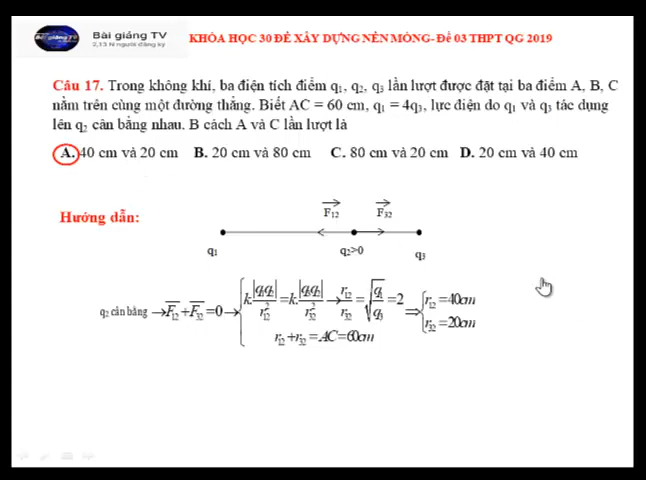 Bài giảng TV
2,13 N người đăng ký
KHÓA HỌC 30 ĐỀ XÂY DỰNG NỀN MÓNG-Đề 03 THPT QG 2019
Câu 17. Trong không khí, ba điện tích điểm q₁, q₂, q₃ lần lượt được đặt tại ba điểm A, B, C
nằm trên cùng một đường thẳng. Biết AC = 60 cm, q₁ = 4q₃, lực điện do q₁ và q₃ tác dụng
lên q₂ cân bằng nhau. B cách A và C lần lượt là
A. 40 cm và 20 cm B. 20 cm và 80 cm C. 80 cm và 20 cm D. 20 cm và 40 cm
Hướng dẫn:
F₁₂ F₃₂
q₁ q₂>0 q₃
q₂ cân bằng → F₁₂ + F₃₂ = 0 → { k|q₁q₂|/r₁₂² = k.|q₃q₂|/r₃₂² → r₁₂/r₃₂ = √(q₁/q₃) = 2 ⇒ { r₁₂ = 40cm
r₁₂ + r₃₂ = AC = 60cm r₃₂ = 20cm